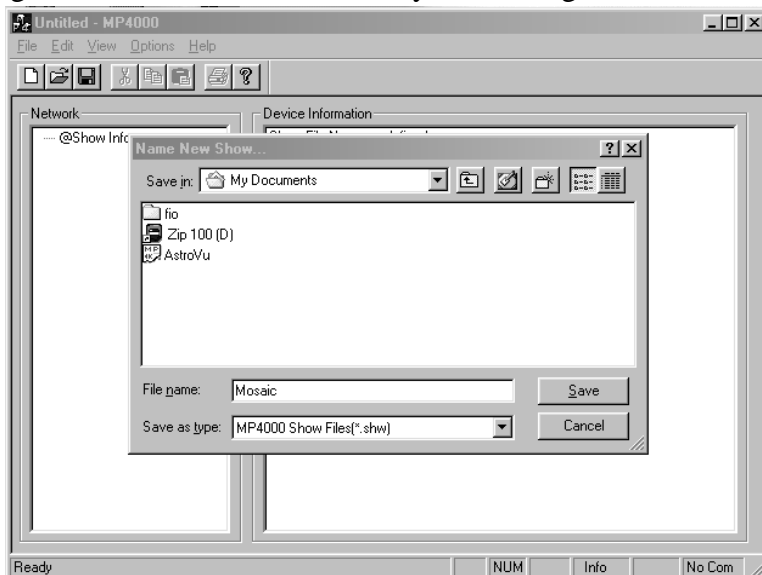 Untitled - MP4000
File Edit View Options Help
Network
Device Information
@Show Info
Name New Show...
Save in: My Documents
fio
Zip 100 (D)
AstroVu
File name: Mosaic
Save
Save as type: MP4000 Show Files(*.shw)
Cancel
Ready NUM Info No Com